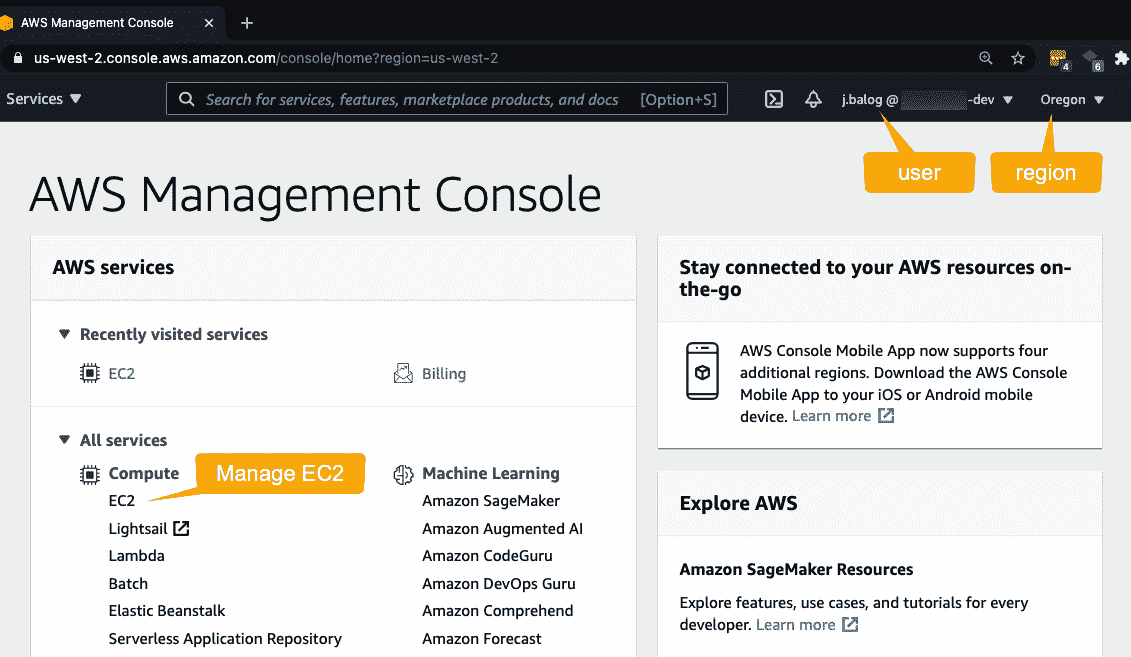 AWS Management Console
us-west-2.console.aws.amazon.com/console/home?region=us-west-2
4
6
Services
Search for services, features, marketplace products, and docs [Option+S]
j.balog @ -dev
Oregon
user
region
AWS Management Console
AWS services
Recently visited services
EC2
Billing
All services
Compute
Manage EC2
EC2
Lightsail
Lambda
Batch
Elastic Beanstalk
Serverless Application Repository
Machine Learning
Amazon SageMaker
Amazon Augmented AI
Amazon CodeGuru
Amazon DevOps Guru
Amazon Comprehend
Amazon Forecast
Stay connected to your AWS resources on-
the-go
AWS Console Mobile App now supports four
additional regions. Download the AWS Console
Mobile App to your iOS or Android mobile
device. Learn more
Explore AWS
Amazon SageMaker Resources
Explore features, use cases, and tutorials for every
developer. Learn more